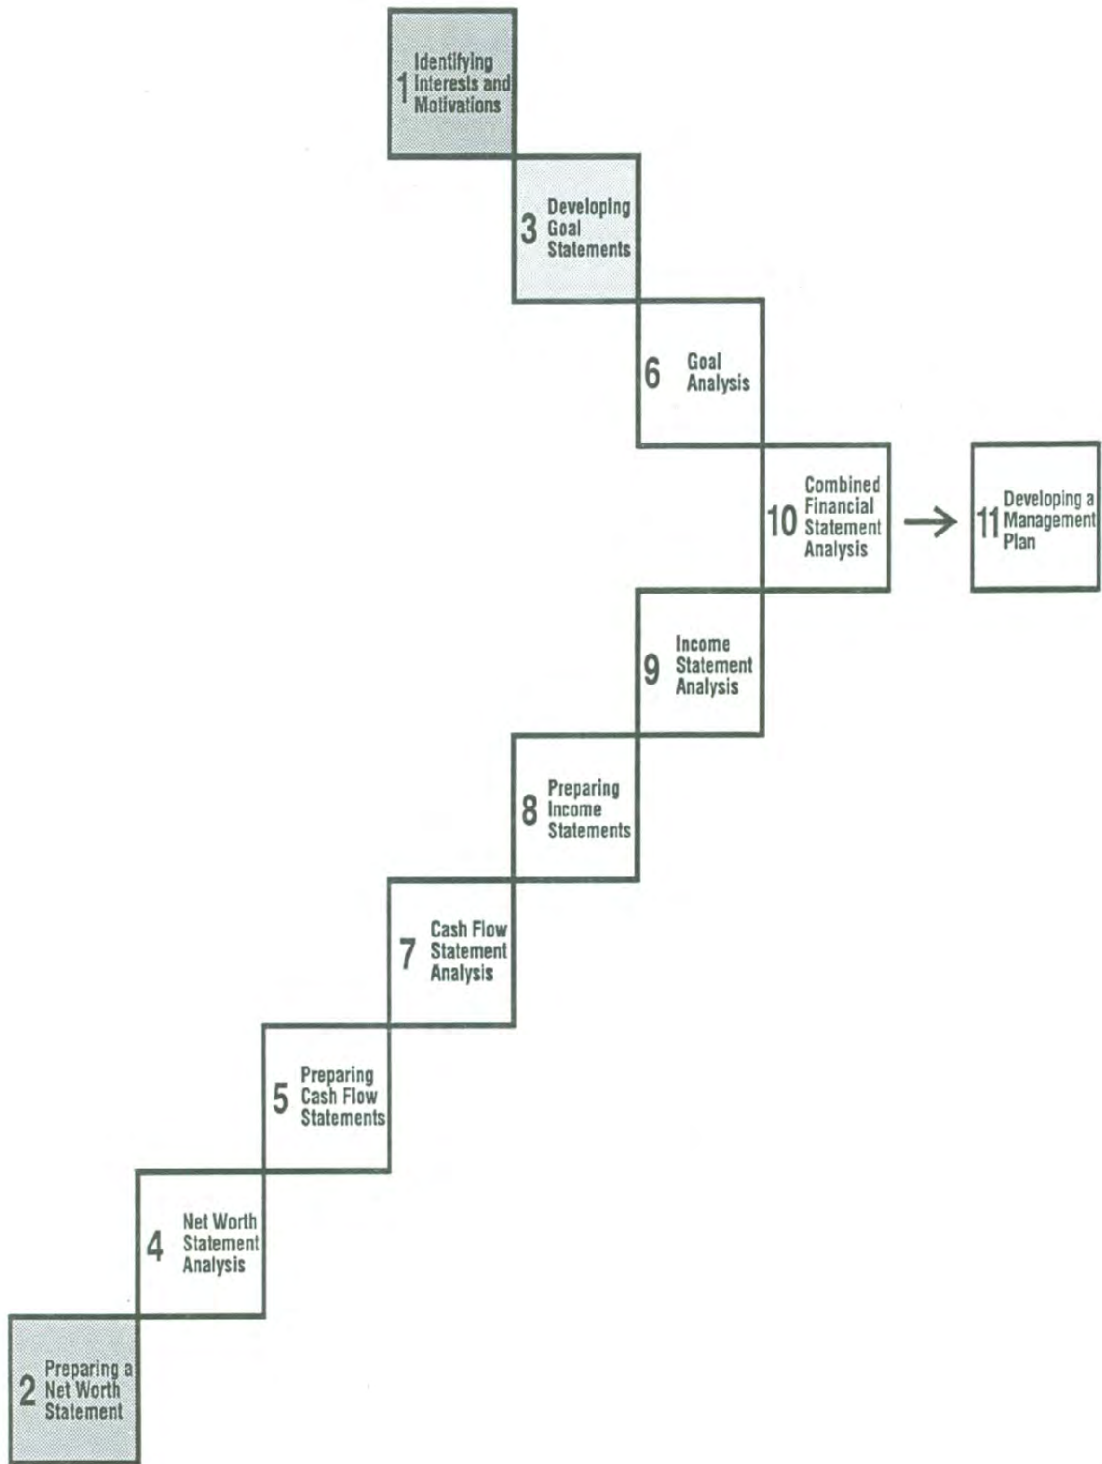 1 Identifying
Interests and
Motivations
3 Developing
Goal
Statements
6 Goal
Analysis
10 Combined
Financial
Statement
Analysis
11 Developing a
Management
Plan
9 Income
Statement
Analysis
8 Preparing
Income
Statements
7 Cash Flow
Statement
Analysis
5 Preparing
Cash Flow
Statements
4 Net Worth
Statement
Analysis
2 Preparing a
Net Worth
Statement